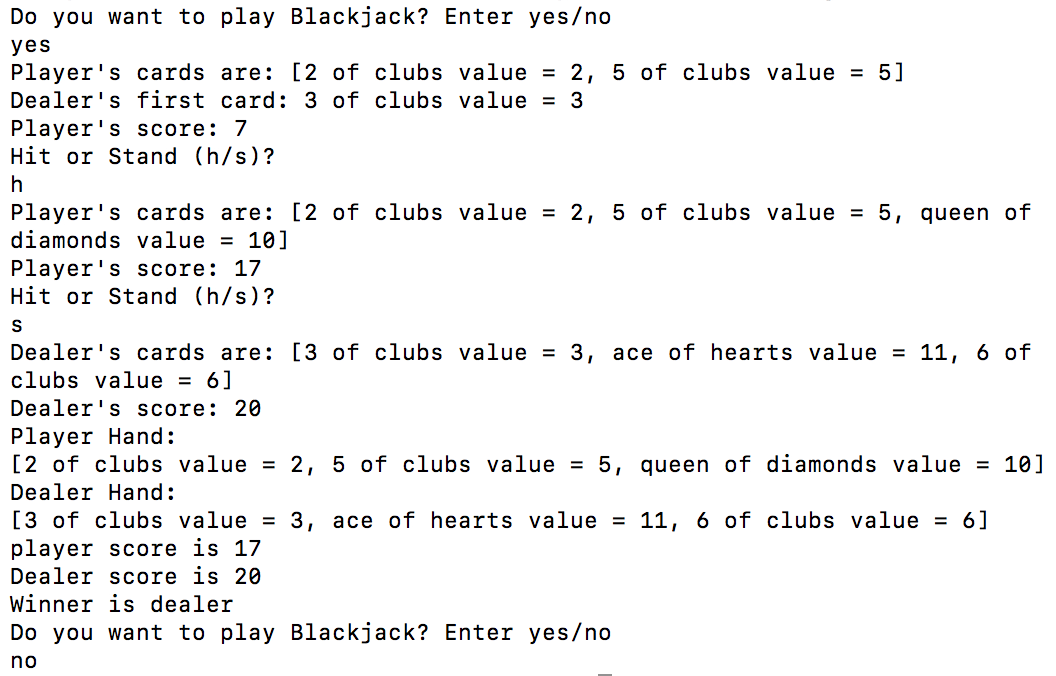 Do you want to play Blackjack? Enter yes/no
yes
Player's cards are: [2 of clubs value = 2, 5 of clubs value = 5]
Dealer's first card: 3 of clubs value = 3
Player's score: 7
Hit or Stand (h/s)?
h
Player's cards are: [2 of clubs value = 2, 5 of clubs value = 5, queen of
diamonds value = 10]
Player's score: 17
Hit or Stand (h/s)?
s
Dealer's cards are: [3 of clubs value = 3, ace of hearts value = 11, 6 of
clubs value = 6]
Dealer's score: 20
Player Hand:
[2 of clubs value = 2, 5 of clubs value = 5, queen of diamonds value = 10]
Dealer Hand:
[3 of clubs value = 3, ace of hearts value = 11, 6 of clubs value = 6]
player score is 17
Dealer score is 20
Winner is dealer
Do you want to play Blackjack? Enter yes/no
no